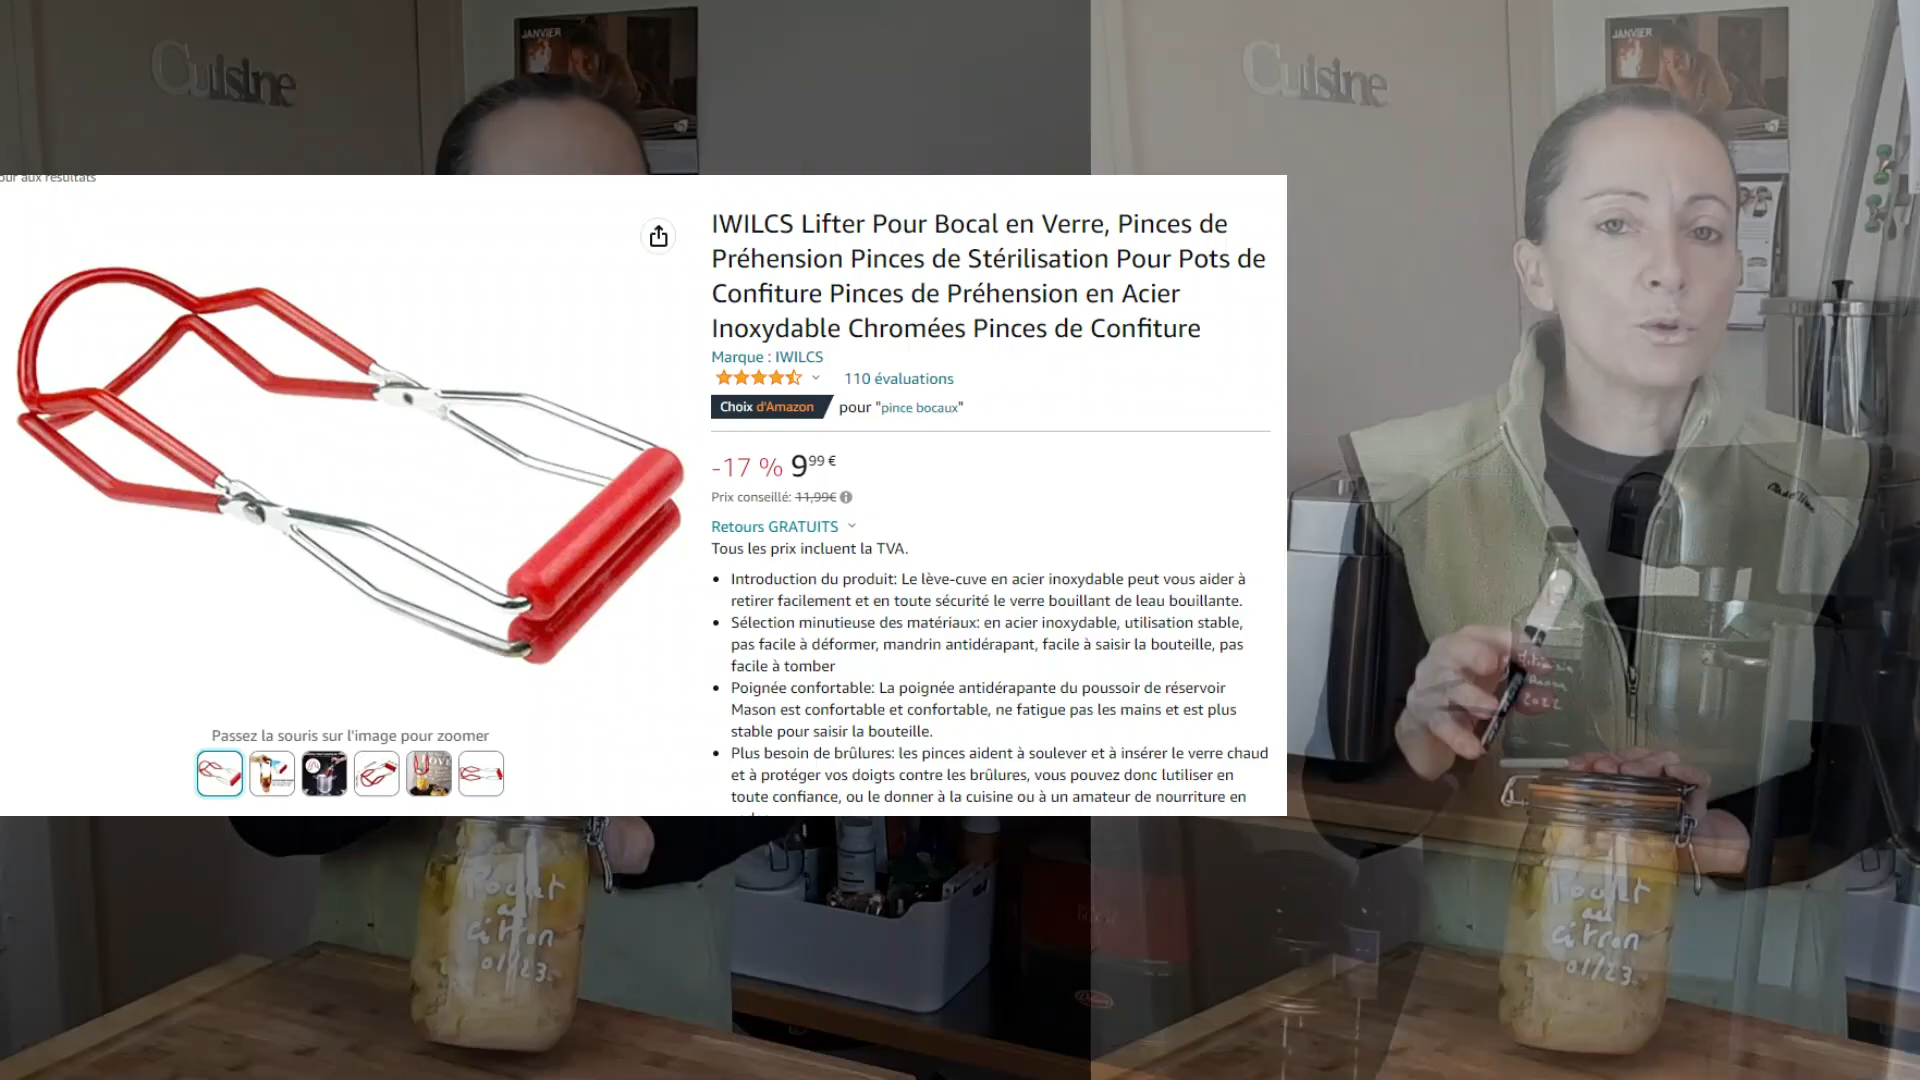 Cuisine
JANVIER
Cuisine
JANVIER
our aux résultats
IWILCS Lifter Pour Bocal en Verre, Pinces de
Préhension Pinces de Stérilisation Pour Pots de
Confiture Pinces de Préhension en Acier
Inoxydable Chromées Pinces de Confiture
Marque : IWILCS
110 évaluations
Choix d'Amazon pour "pince bocaux"
-17 % 9,99 €
Prix conseillé: 11,99€
Retours GRATUITS
Tous les prix incluent la TVA.
Introduction du produit: Le lève-cuve en acier inoxydable peut vous aider à
retirer facilement et en toute sécurité le verre bouillant de leau bouillante.
Sélection minutieuse des matériaux: en acier inoxydable, utilisation stable,
pas facile à déformer, mandrin antidérapant, facile à saisir la bouteille, pas
facile à tomber
Poignée confortable: La poignée antidérapante du poussoir de réservoir
Mason est confortable et confortable, ne fatigue pas les mains et est plus
stable pour saisir la bouteille.
Plus besoin de brûlures: les pinces aident à soulever et à insérer le verre chaud
et à protéger vos doigts contre les brûlures, vous pouvez donc lutiliser en
toute confiance, ou le donner à la cuisine ou à un amateur de nourriture en
Passez la souris sur l'image pour zoomer
Poulet
au
citron
01/23
Poulet
au
citron
01/23
2022